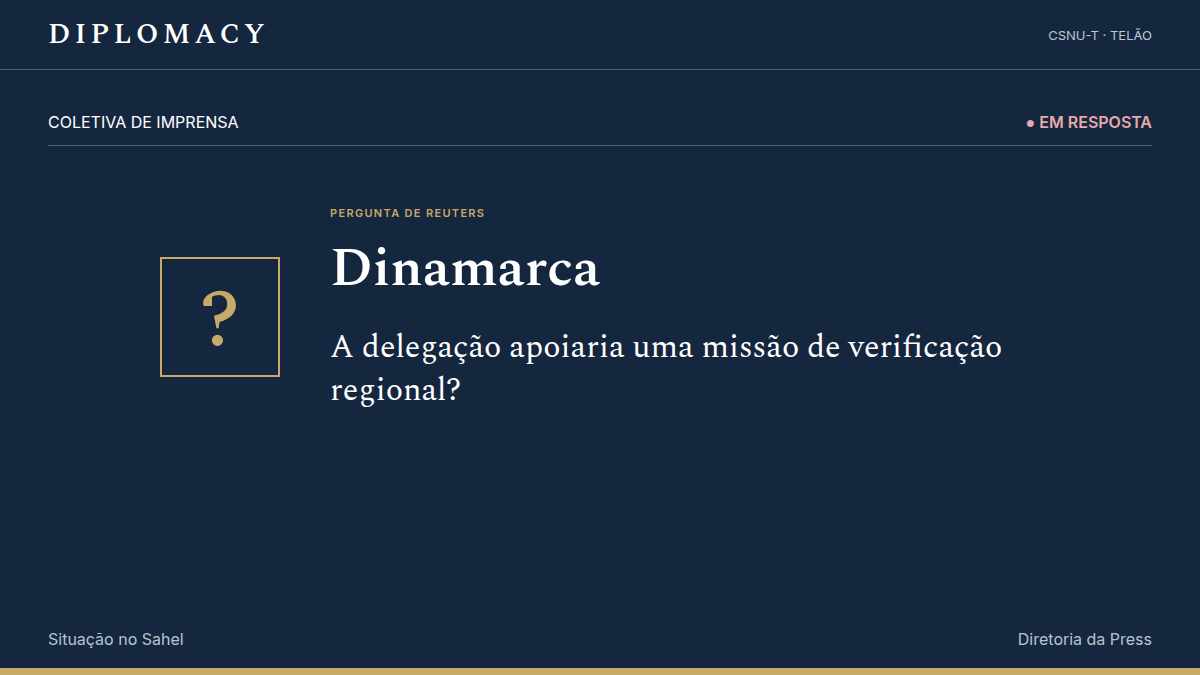 DIPLOMACY
CSNU-T · TELÃO
COLETIVA DE IMPRENSA
● EM RESPOSTA
PERGUNTA DE REUTERS
?
Dinamarca
A delegação apoiaria uma missão de verificação
regional?
Situação no Sahel
Diretoria da Press